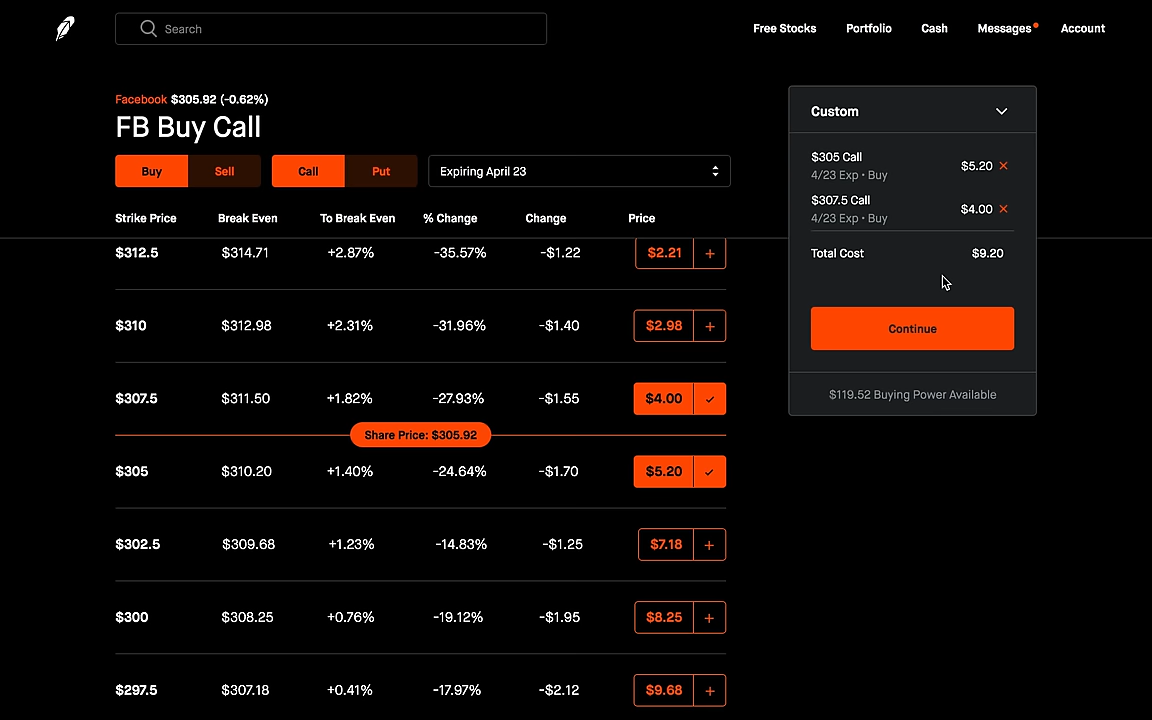 Search
Free Stocks Portfolio Cash Messages Account
Facebook $305.92 (-0.62%)
FB Buy Call
Buy Sell Call Put Expiring April 23
Strike Price Break Even To Break Even % Change Change Price
$312.5 $314.71 +2.87% -35.57% -$1.22 $2.21 +
$310 $312.98 +2.31% -31.96% -$1.40 $2.98 +
$307.5 $311.50 +1.82% -27.93% -$1.55 $4.00
Share Price: $305.92
$305 $310.20 +1.40% -24.64% -$1.70 $5.20
$302.5 $309.68 +1.23% -14.83% -$1.25 $7.18 +
$300 $308.25 +0.76% -19.12% -$1.95 $8.25 +
$297.5 $307.18 +0.41% -17.97% -$2.12 $9.68 +
Custom
$305 Call
4/23 Exp • Buy
$5.20 ×
$307.5 Call
4/23 Exp • Buy
$4.00 ×
Total Cost $9.20
Continue
$119.52 Buying Power Available